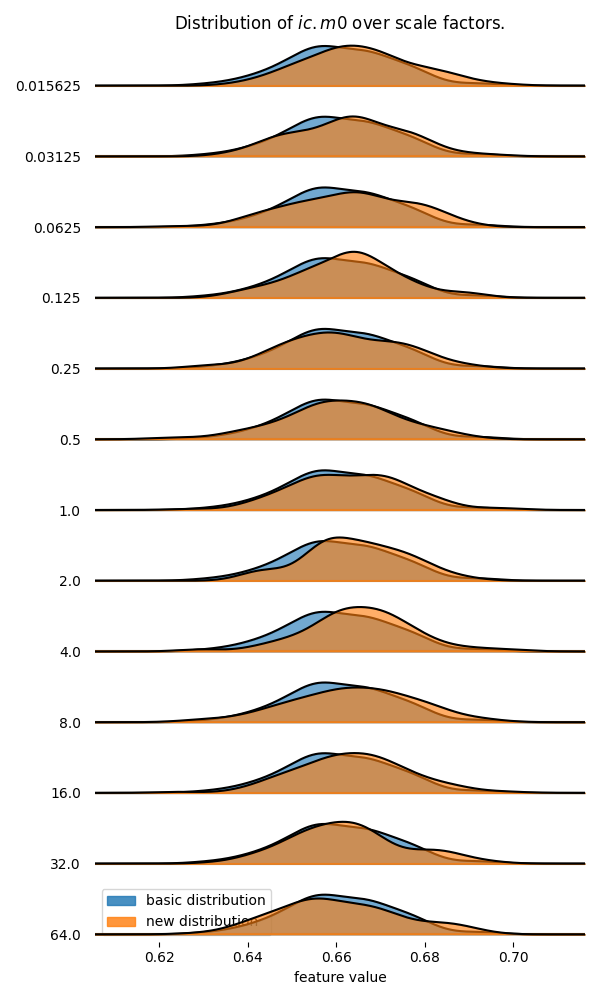 Distribution of ic.m0 over scale factors.
0.015625
0.03125
0.0625
0.125
0.25
0.5
1.0
2.0
4.0
8.0
16.0
32.0
64.0
basic distribution
new distribution
0.62 0.64 0.66 0.68 0.70
feature value